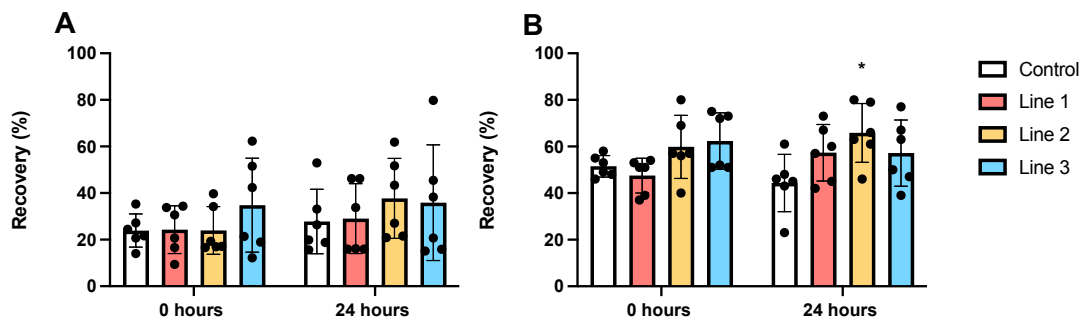 A
Recovery (%)
100
80
60
40
20
0
0 hours
24 hours
B
Recovery (%)
100
80
60
40
20
0
*
0 hours
24 hours
Control
Line 1
Line 2
Line 3